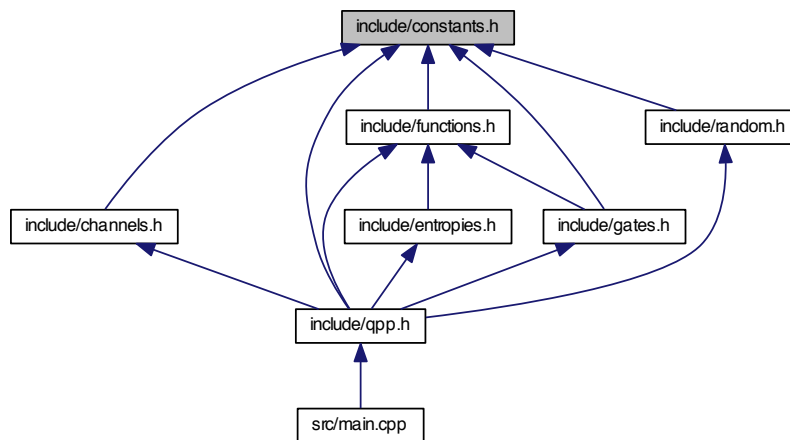 include/constants.h
include/functions.h
include/random.h
include/channels.h
include/entropies.h
include/gates.h
include/qpp.h
src/main.cpp